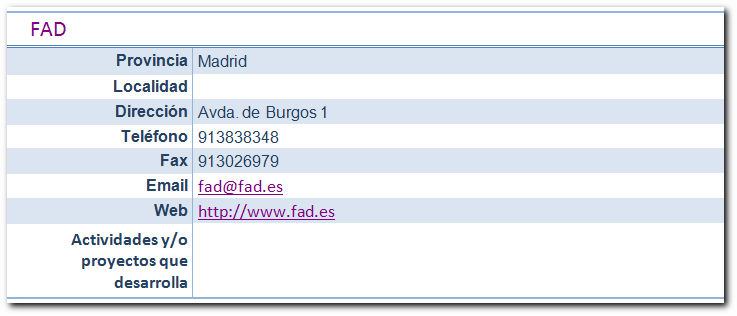 FAD
Provincia Madrid
Localidad
Dirección Avda. de Burgos 1
Teléfono 913838348
Fax 913026979
Email fad@fad.es
Web http://www.fad.es
Actividades y/o
proyectos que
desarrolla